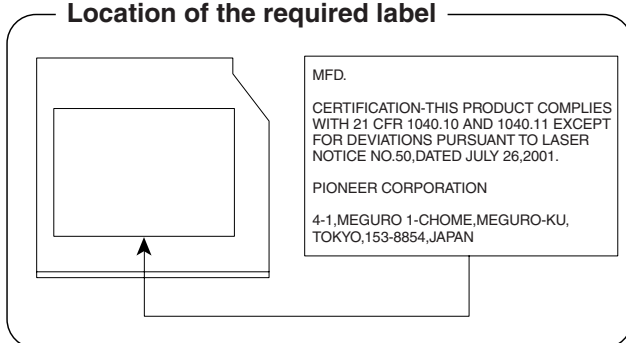 Location of the required label
MFD.
CERTIFICATION-THIS PRODUCT COMPLIES
WITH 21 CFR 1040.10 AND 1040.11 EXCEPT
FOR DEVIATIONS PURSUANT TO LASER
NOTICE NO.50,DATED JULY 26,2001.
PIONEER CORPORATION
4-1,MEGURO 1-CHOME,MEGURO-KU,
TOKYO,153-8854,JAPAN